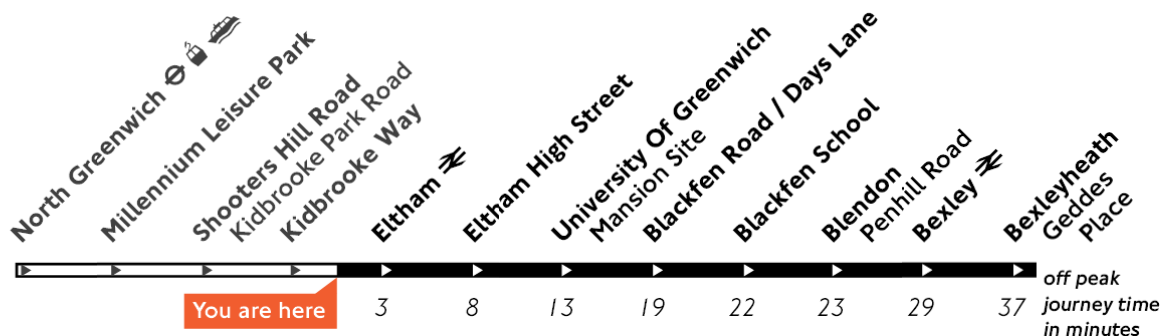 North Greenwich
Millennium Leisure Park
Shooters Hill Road
Kidbrooke Park Road
Kidbrooke Way
Eltham
Eltham High Street
University Of Greenwich
Mansion Site
Blackfen Road / Days Lane
Blackfen School
Blendon
Penhill Road
Bexley
Bexleyheath
Geddes
Place
You are here
3
8
13
19
22
23
29
37
off peak
journey time
in minutes